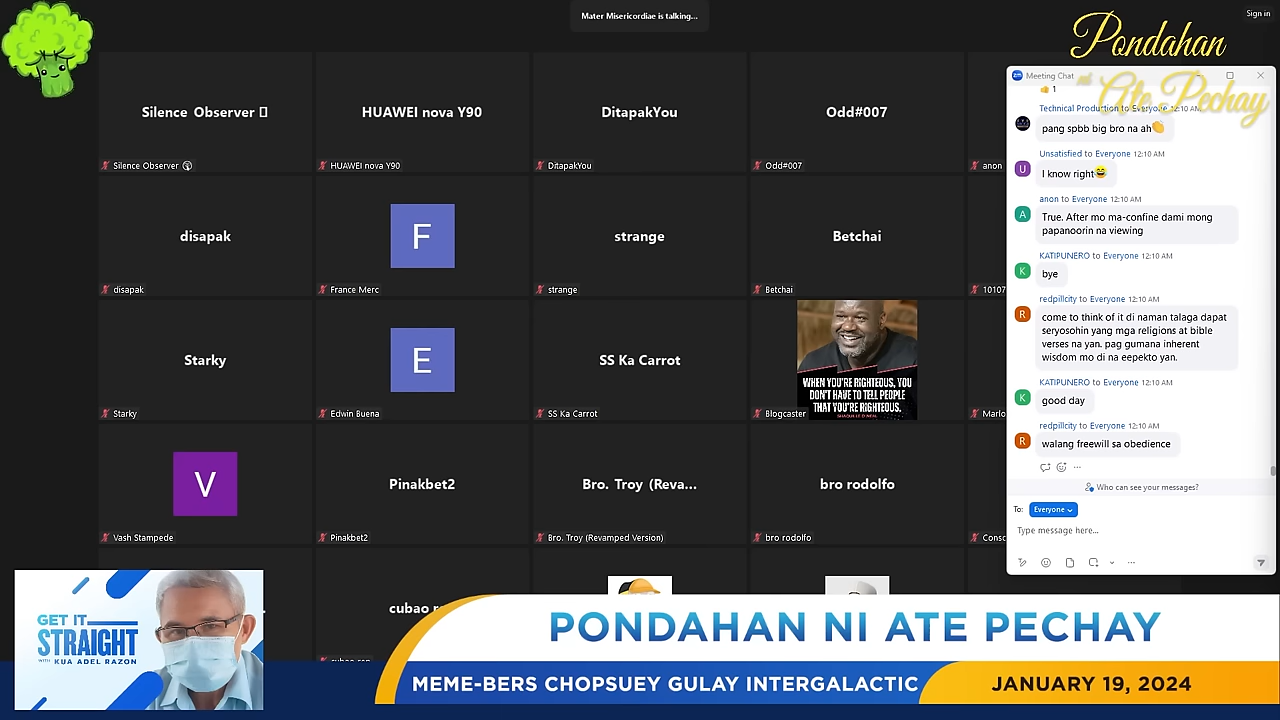 Mater Misericordiae is talking...
Sign in
Pondahan
ni Ate Pechay
Silence Observer
HUAWEI nova Y90
DitapakYou
Odd#007
Silence Observer
HUAWEI nova Y90
DitapakYou
Odd#007
anon
disapak
F
strange
Betchai
disapak
France Merc
strange
Betchai
10107
Starky
E
SS Ka Carrot
WHEN YOU'RE RIGHTEOUS, YOU
DON'T HAVE TO TELL PEOPLE
THAT YOU'RE RIGHTEOUS.
SHAQUILLE O'NEAL
Starky
Edwin Buena
SS Ka Carrot
Blogcaster
Marlo
V
Pinakbet2
Bro. Troy (Reva...
bro rodolfo
Vash Stampede
Pinakbet2
Bro. Troy (Revamped Version)
bro rodolfo
Consc
cubao r
cubao rep
Meeting Chat
1
Technical Production to Everyone 12:10 AM
pang spbb big bro na ah👏
U
Unsatisfied to Everyone 12:10 AM
I know right😄
A
anon to Everyone 12:10 AM
True. After mo ma-confine dami mong
papanoorin na viewing
K
KATIPUNERO to Everyone 12:10 AM
bye
R
redpillcity to Everyone 12:10 AM
come to think of it di naman talaga dapat
seryosohin yang mga religions at bible
verses na yan. pag gumana inherent
wisdom mo di na eepekto yan.
K
KATIPUNERO to Everyone 12:10 AM
good day
R
redpillcity to Everyone 12:10 AM
walang freewill sa obedience
Who can see your messages?
To: Everyone
Type message here...
GET IT
STRAIGHT
WITH KUA ADEL RAZON
PONDAHAN NI ATE PECHAY
MEME-BERS CHOPSUEY GULAY INTERGALACTIC
JANUARY 19, 2024